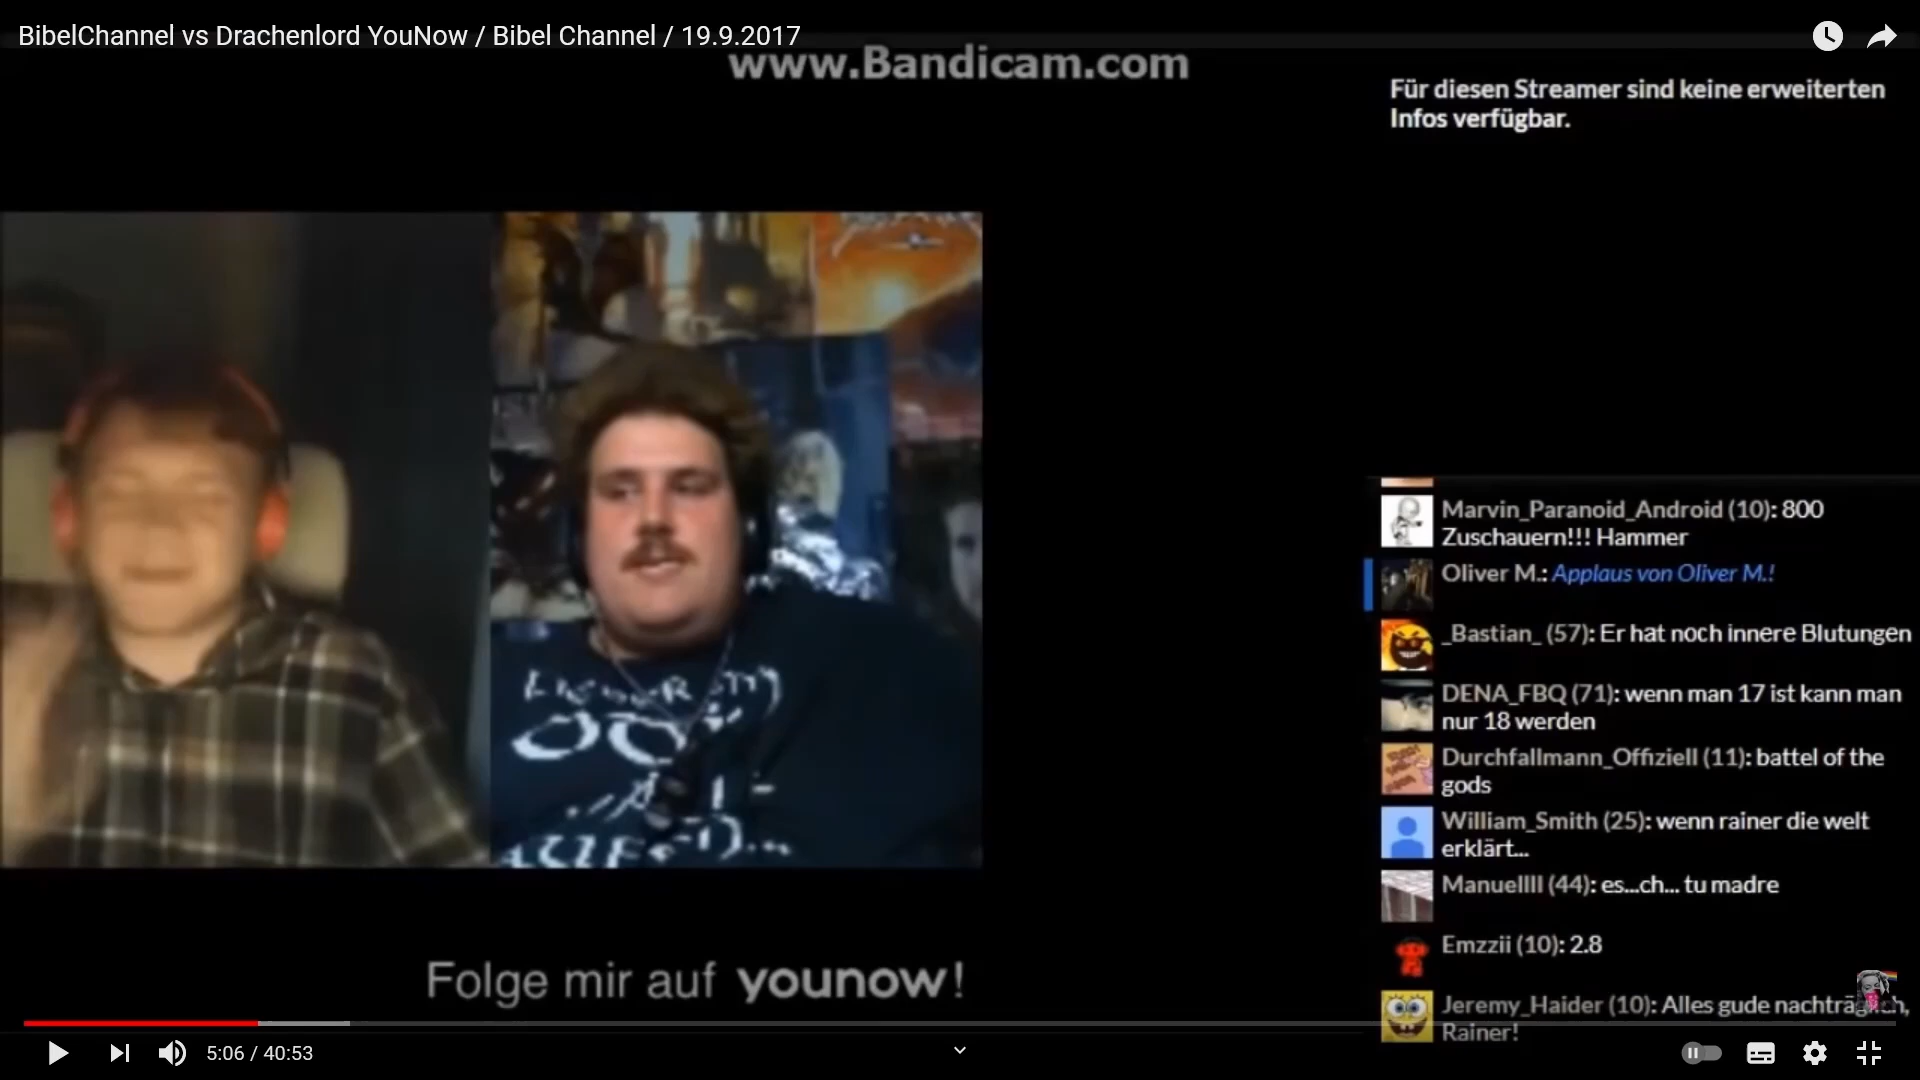 BibelChannel vs Drachenlord YouNow / Bibel Channel / 19.9.2017
www.Bandicam.com
Für diesen Streamer sind keine erweiterten
Infos verfügbar.
Marvin_Paranoid_Android (10): 800
Zuschauern!!! Hammer
Oliver M.: Applaus von Oliver M.!
_Bastian_ (57): Er hat noch innere Blutungen
DENA_FBQ (71): wenn man 17 ist kann man
nur 18 werden
Durchfallmann_Offiziell (11): battel of the
gods
William_Smith (25): wenn rainer die welt
erklärt...
Manuellll (44): es...ch... tu madre
Emzzii (10): 2.8
Jeremy_Haider (10): Alles gude nachträglich,
Rainer!
Folge mir auf younow!
5:06 / 40:53